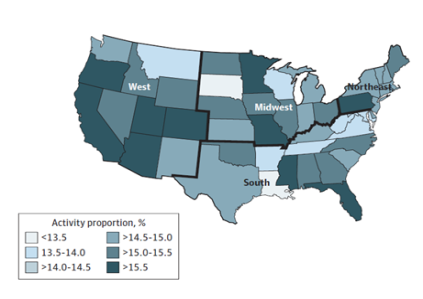 West
Northeast
Midwest
South
Activity proportion, %
<13.5
>14.5-15.0
13.5-14.0
>15.0-15.5
>14.0-14.5
>15.5